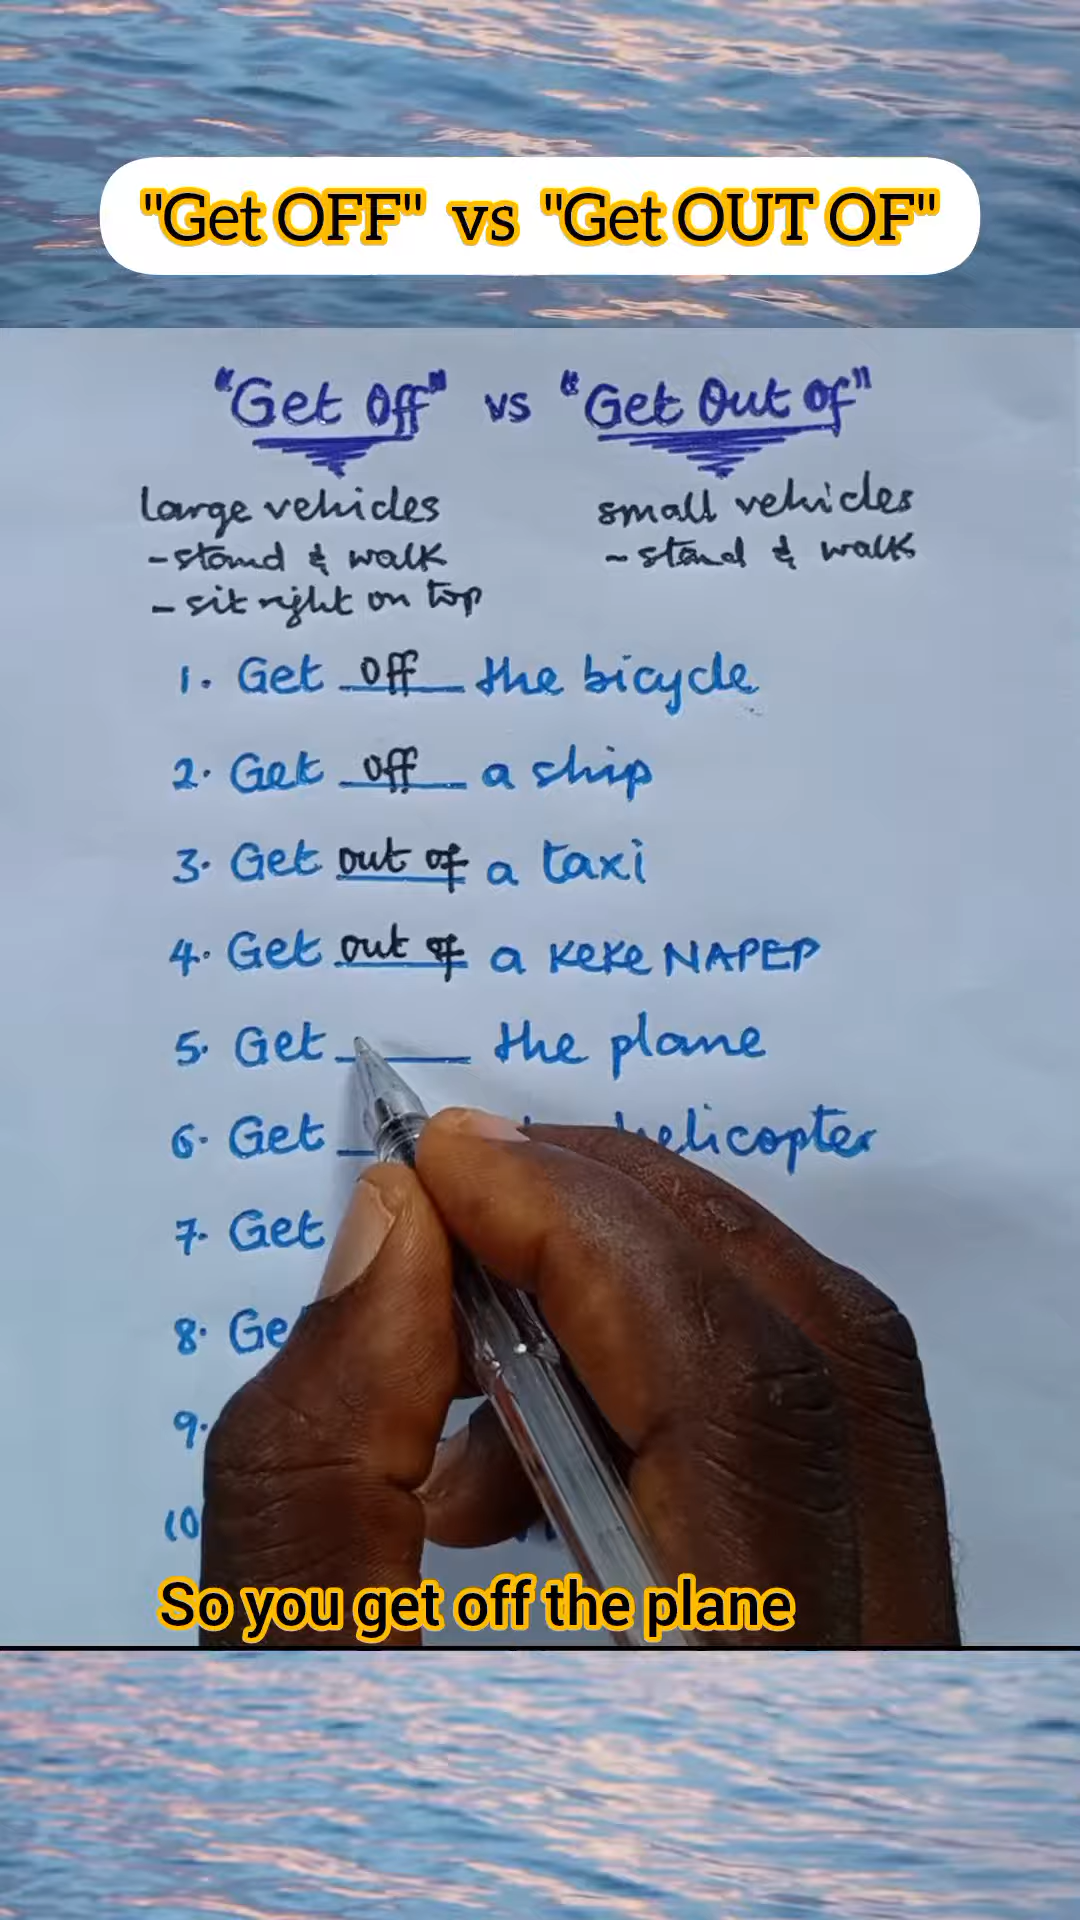 "Get OFF" vs "Get OUT OF"
"Get Off" vs "Get Out Of"
large vehicles
- stand & walk
- sit right on top
small vehicles
- stand & walk
1. Get off the bicycle
2. Get off a ship
3. Get out of a taxi
4. Get out of a KEKE NAPEP
5. Get ____ the plane
6. Get helicopter
7. Get
8. Ge
9.
10
So you get off the plane